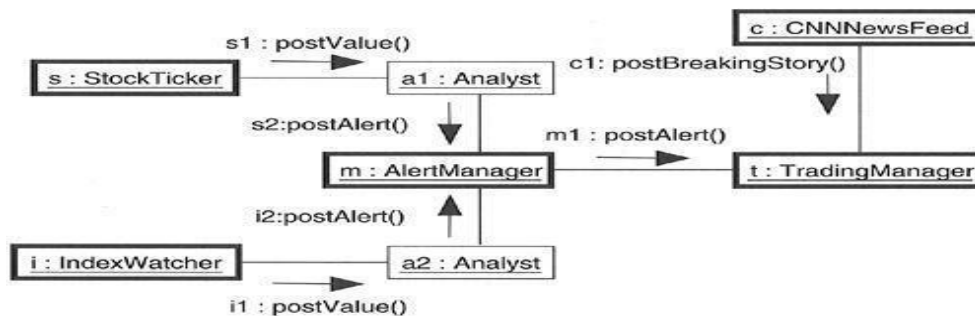 c : CNNNewsFeed
s1 : postValue()
s : StockTicker
a1 : Analyst
c1: postBreakingStory()
s2:postAlert()
m1 : postAlert()
m : AlertManager
t : TradingManager
i2:postAlert()
i : IndexWatcher
a2 : Analyst
i1 : postValue()